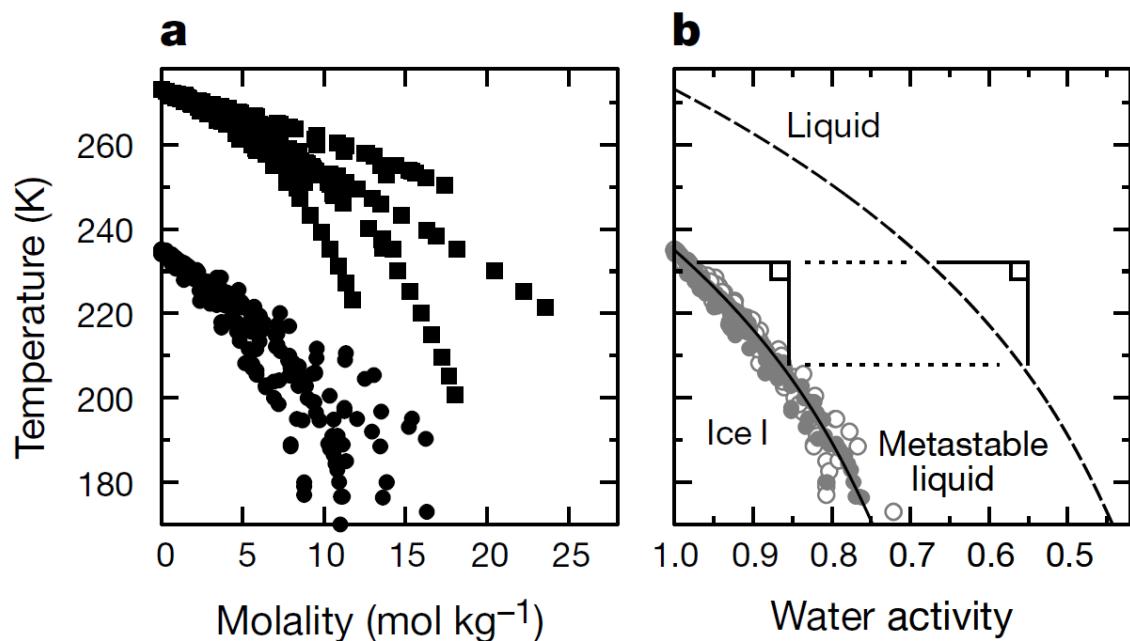 a
b
Temperature (K)
260
240
220
200
180
0
5
10
15
20
25
Molality (mol kg⁻¹)
Liquid
Ice I
Metastable
liquid
1.0
0.9
0.8
0.7
0.6
0.5
Water activity